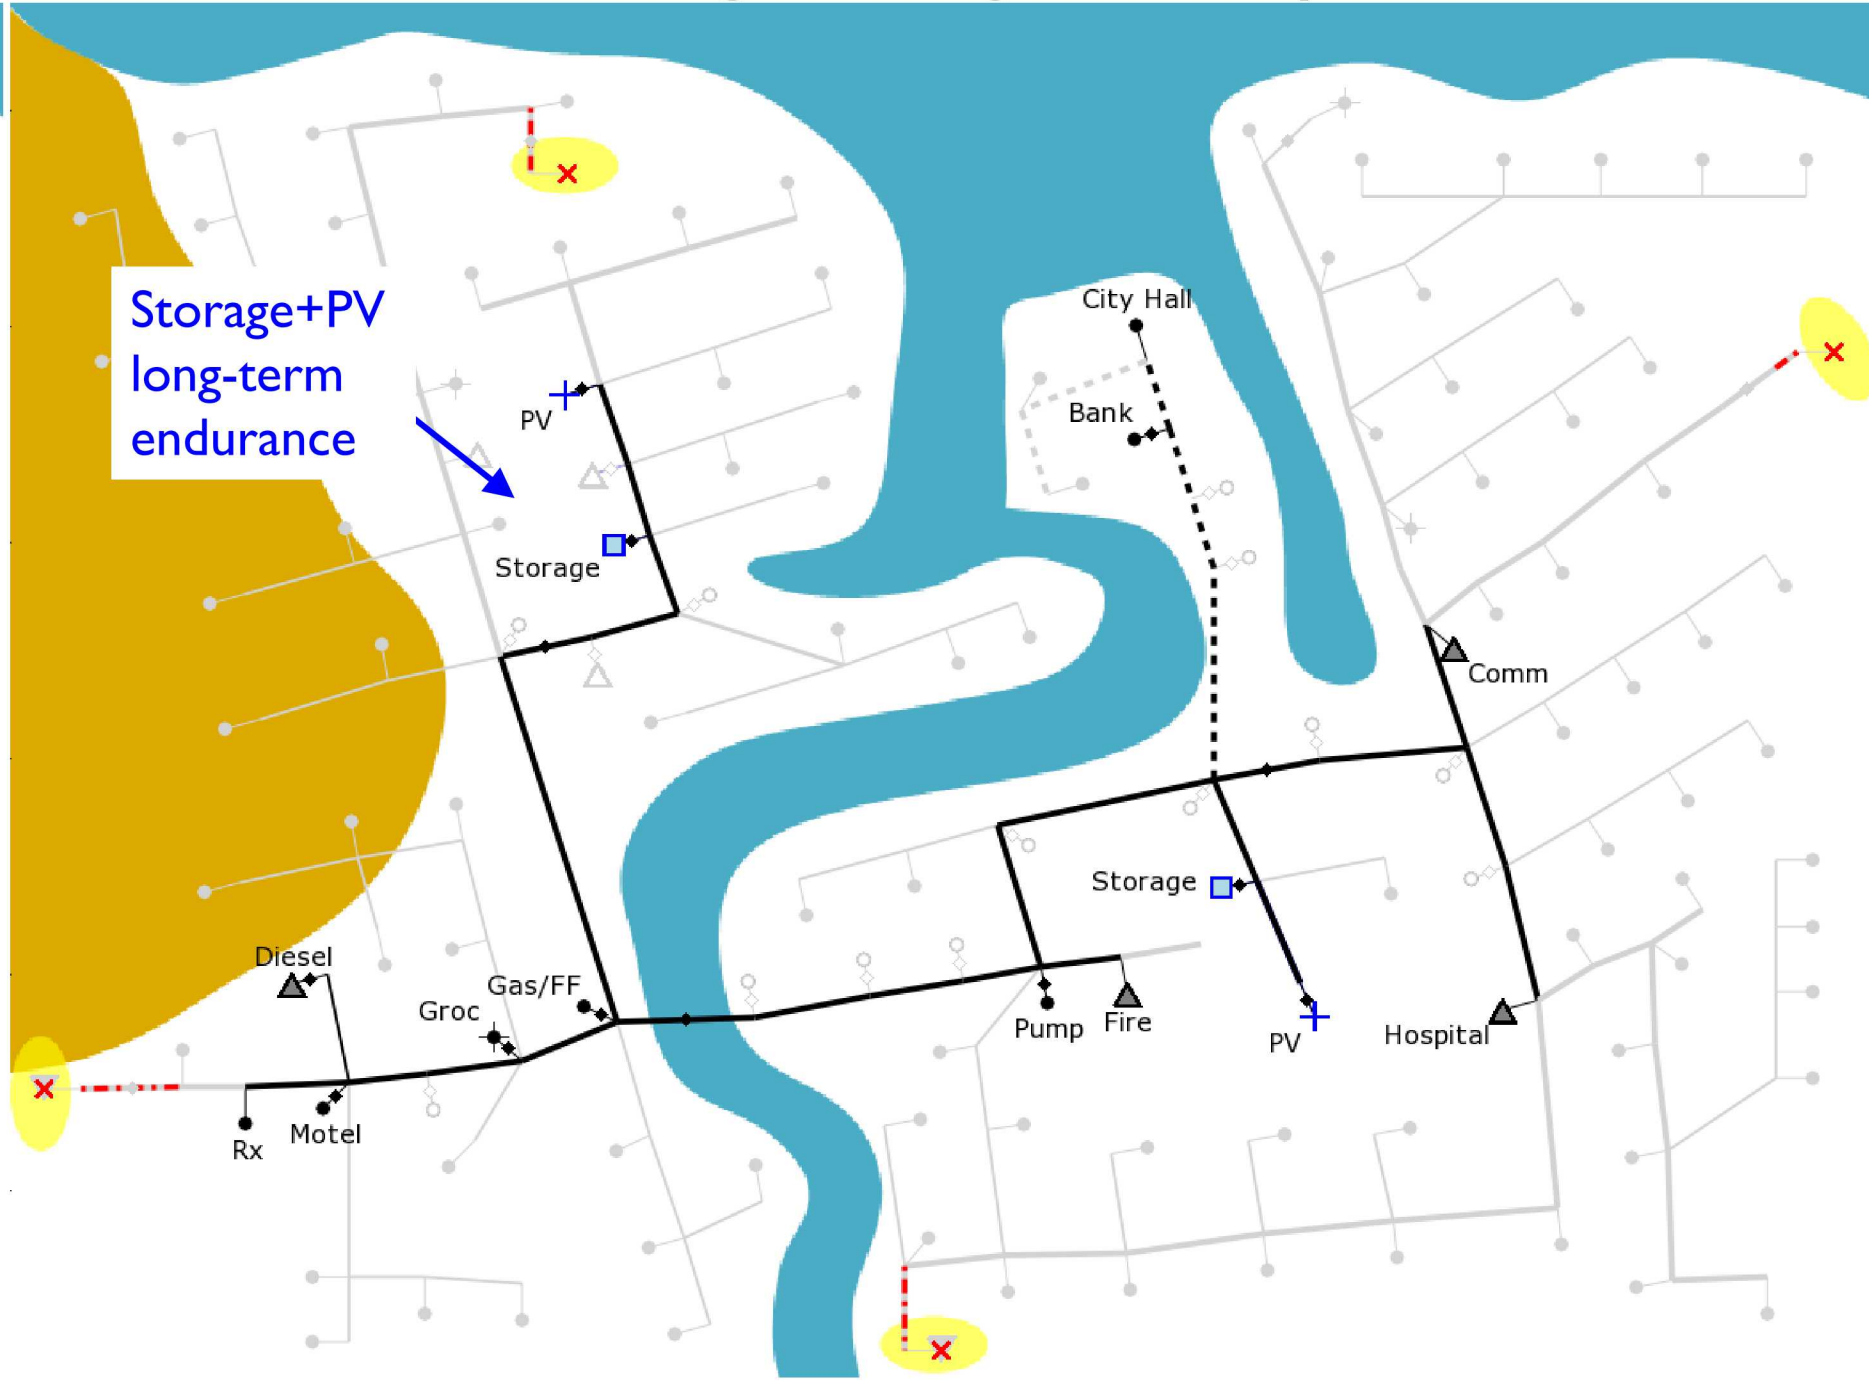 City Hall
Storage+PV
long-term
endurance
Bank
PV
Storage
Comm
Storage
Diesel
Gas/FF
Groc
Pump
Fire
PV
Hospital
Rx
Motel